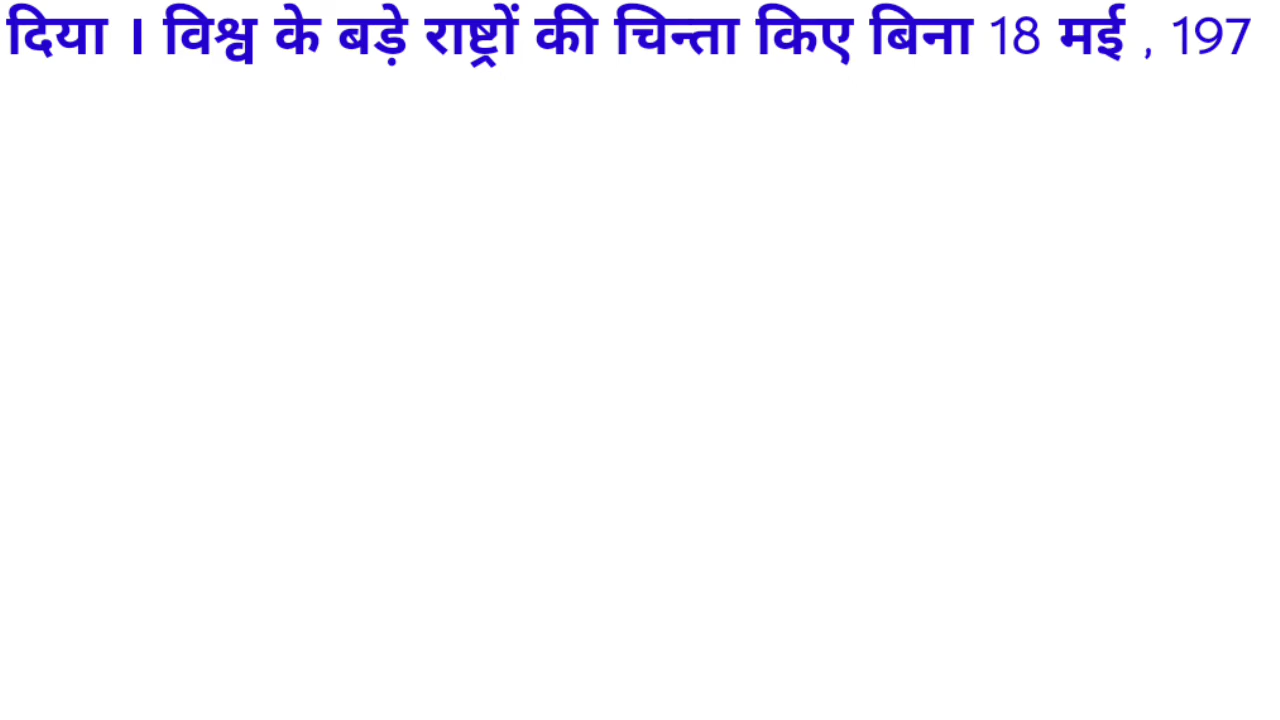 दिया । विश्व के बड़े राष्ट्रों की चिन्ता किए बिना 18 मई , 197